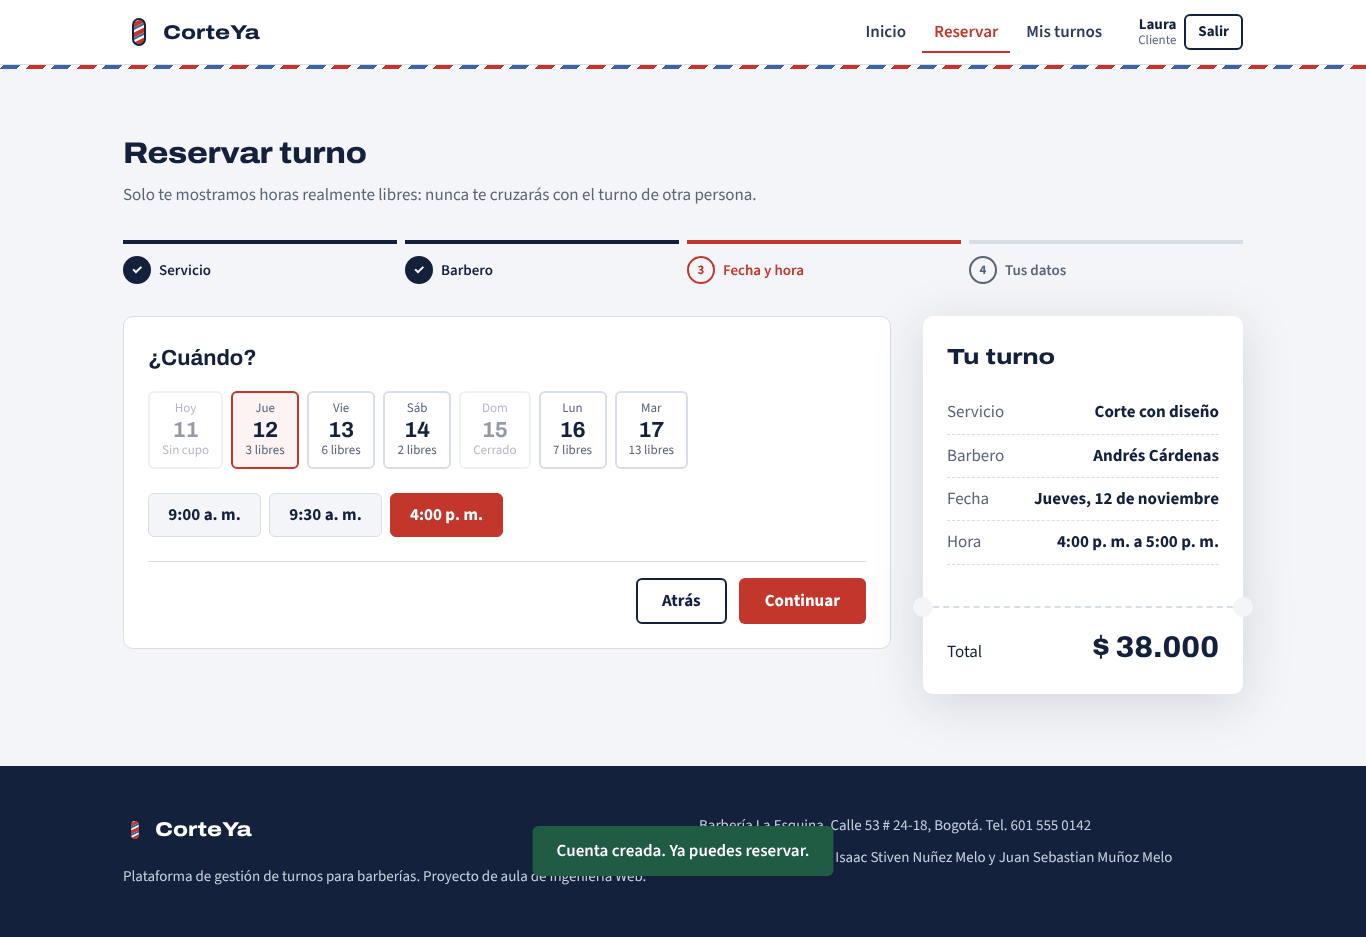 CorteYa
Inicio
Reservar
Mis turnos
Laura
Cliente
Salir
Reservar turno
Solo te mostramos horas realmente libres: nunca te cruzarás con el turno de otra persona.
Servicio
Barbero
3 Fecha y hora
4 Tus datos
¿Cuándo?
Hoy
11
Sin cupo
Jue
12
3 libres
Vie
13
6 libres
Sáb
14
2 libres
Dom
15
Cerrado
Lun
16
7 libres
Mar
17
13 libres
9:00 a. m.
9:30 a. m.
4:00 p. m.
Atrás
Continuar
Tu turno
Servicio Corte con diseño
Barbero Andrés Cárdenas
Fecha Jueves, 12 de noviembre
Hora 4:00 p. m. a 5:00 p. m.
Total $ 38.000
CorteYa
Plataforma de gestión de turnos para barberías. Proyecto de aula de Ingeniería Web.
Barbería La Esquina. Calle 53 # 24-18, Bogotá. Tel. 601 555 0142
Isaac Stiven Nuñez Melo y Juan Sebastian Muñoz Melo
Cuenta creada. Ya puedes reservar.